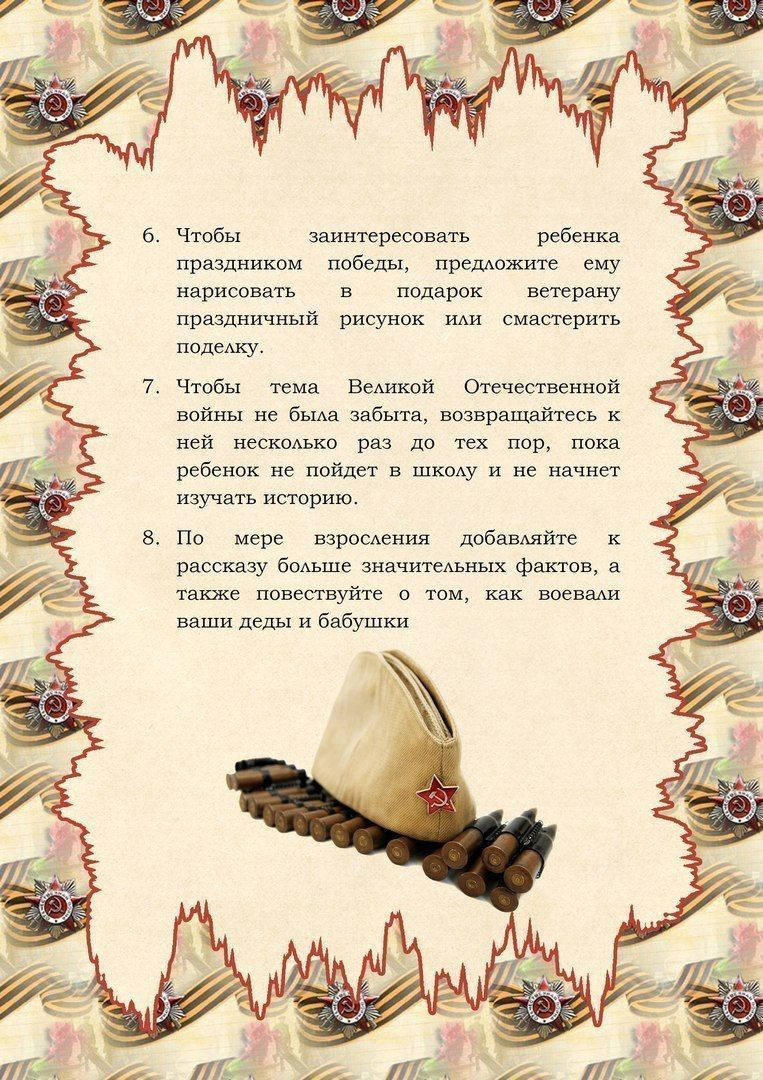 6. Чтобы заинтересовать ребенка
праздником победы, предложите ему
нарисовать в подарок ветерану
праздничный рисунок или смастерить
поделку.
7. Чтобы тема Великой Отечественной
войны не была забыта, возвращайтесь к
ней несколько раз до тех пор, пока
ребенок не пойдет в школу и не начнет
изучать историю.
8. По мере взросления добавляйте к
рассказу больше значительных фактов, а
также повествуйте о том, как воевали
ваши деды и бабушки